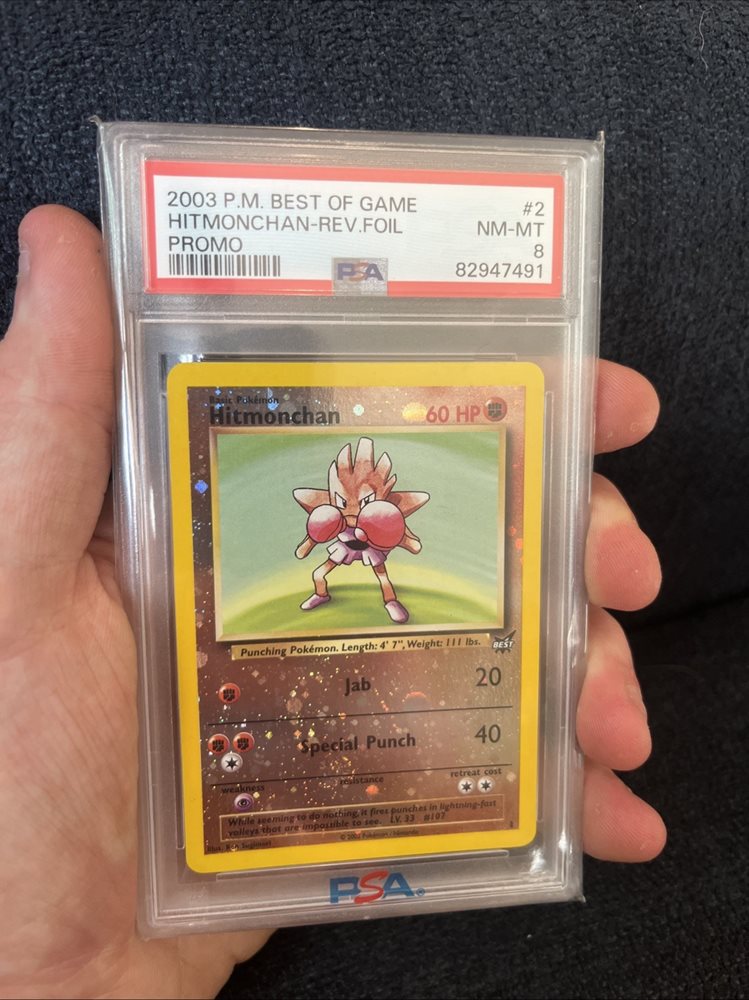 2003 P.M. BEST OF GAME #2
HITMONCHAN-REV.FOIL NM-MT
PROMO 8
PSA 82947491
Basic Pokémon
Hitmonchan 60 HP
Punching Pokémon. Length: 4' 7", Weight: 111 lbs.
BEST
Jab 20
Special Punch 40
weakness resistance retreat cost
While seeming to do nothing, it fires punches in lightning-fast
volleys that are impossible to see. LV. 33 #107
Illus. Ken Sugimori
PSA